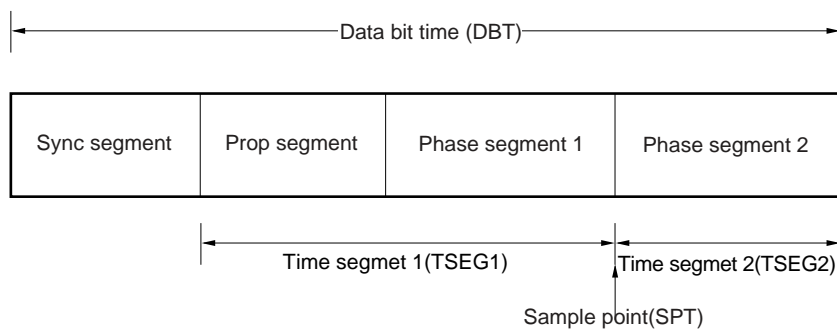 Data bit time (DBT)
Sync segment Prop segment Phase segment 1 Phase segment 2
Time segmet 1(TSEG1) Time segmet 2(TSEG2)
Sample point(SPT)